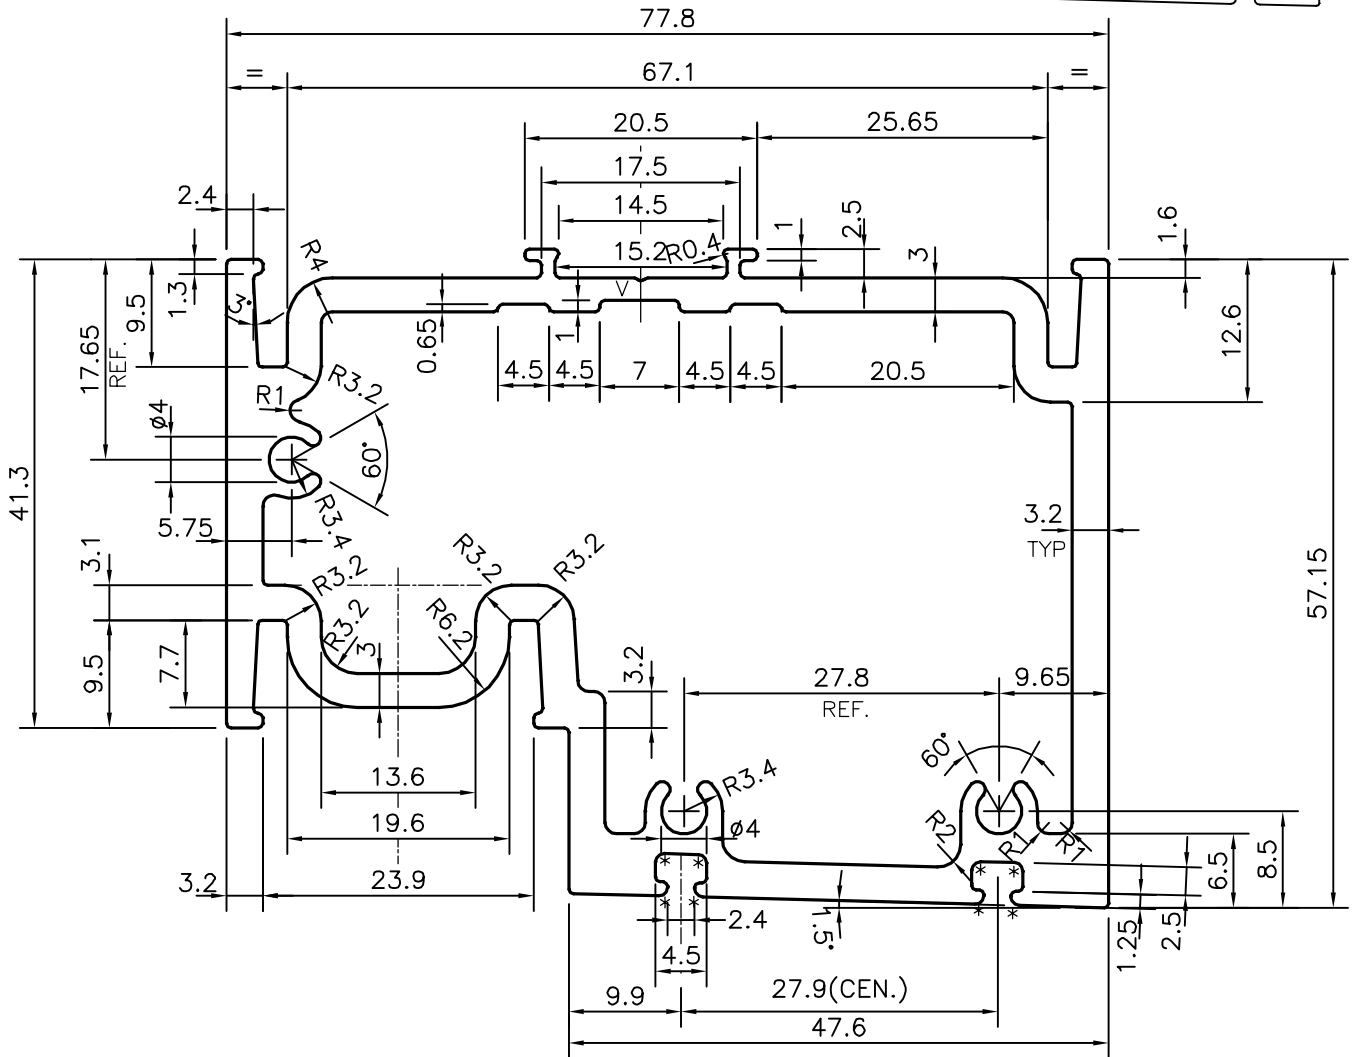 77.8
= 67.1 =
20.5 25.65
17.5
2.4 14.5 1 2.5 1.6
15.2 R0.4 3
R4
1.3 3° 9.5 17.65 REF. 0.65 1 V 12.6
4.5 4.5 7 4.5 4.5 20.5
R1 R3.2
ø4 60°
41.3
R3.4
5.75 3.2
TYP
3.1 R3.2 R3.2 R3.2 57.15
R3.2 3 R6.2
9.5 7.7 3.2 27.8 9.65
REF.
60°
13.6 R3.4
19.6 ø4 R2 R1 R1 6.5 8.5
3.2 23.9 * * * *
* * * *
2.4 1.5° 1.25 2.5
4.5
9.9 27.9(CEN.)
47.6